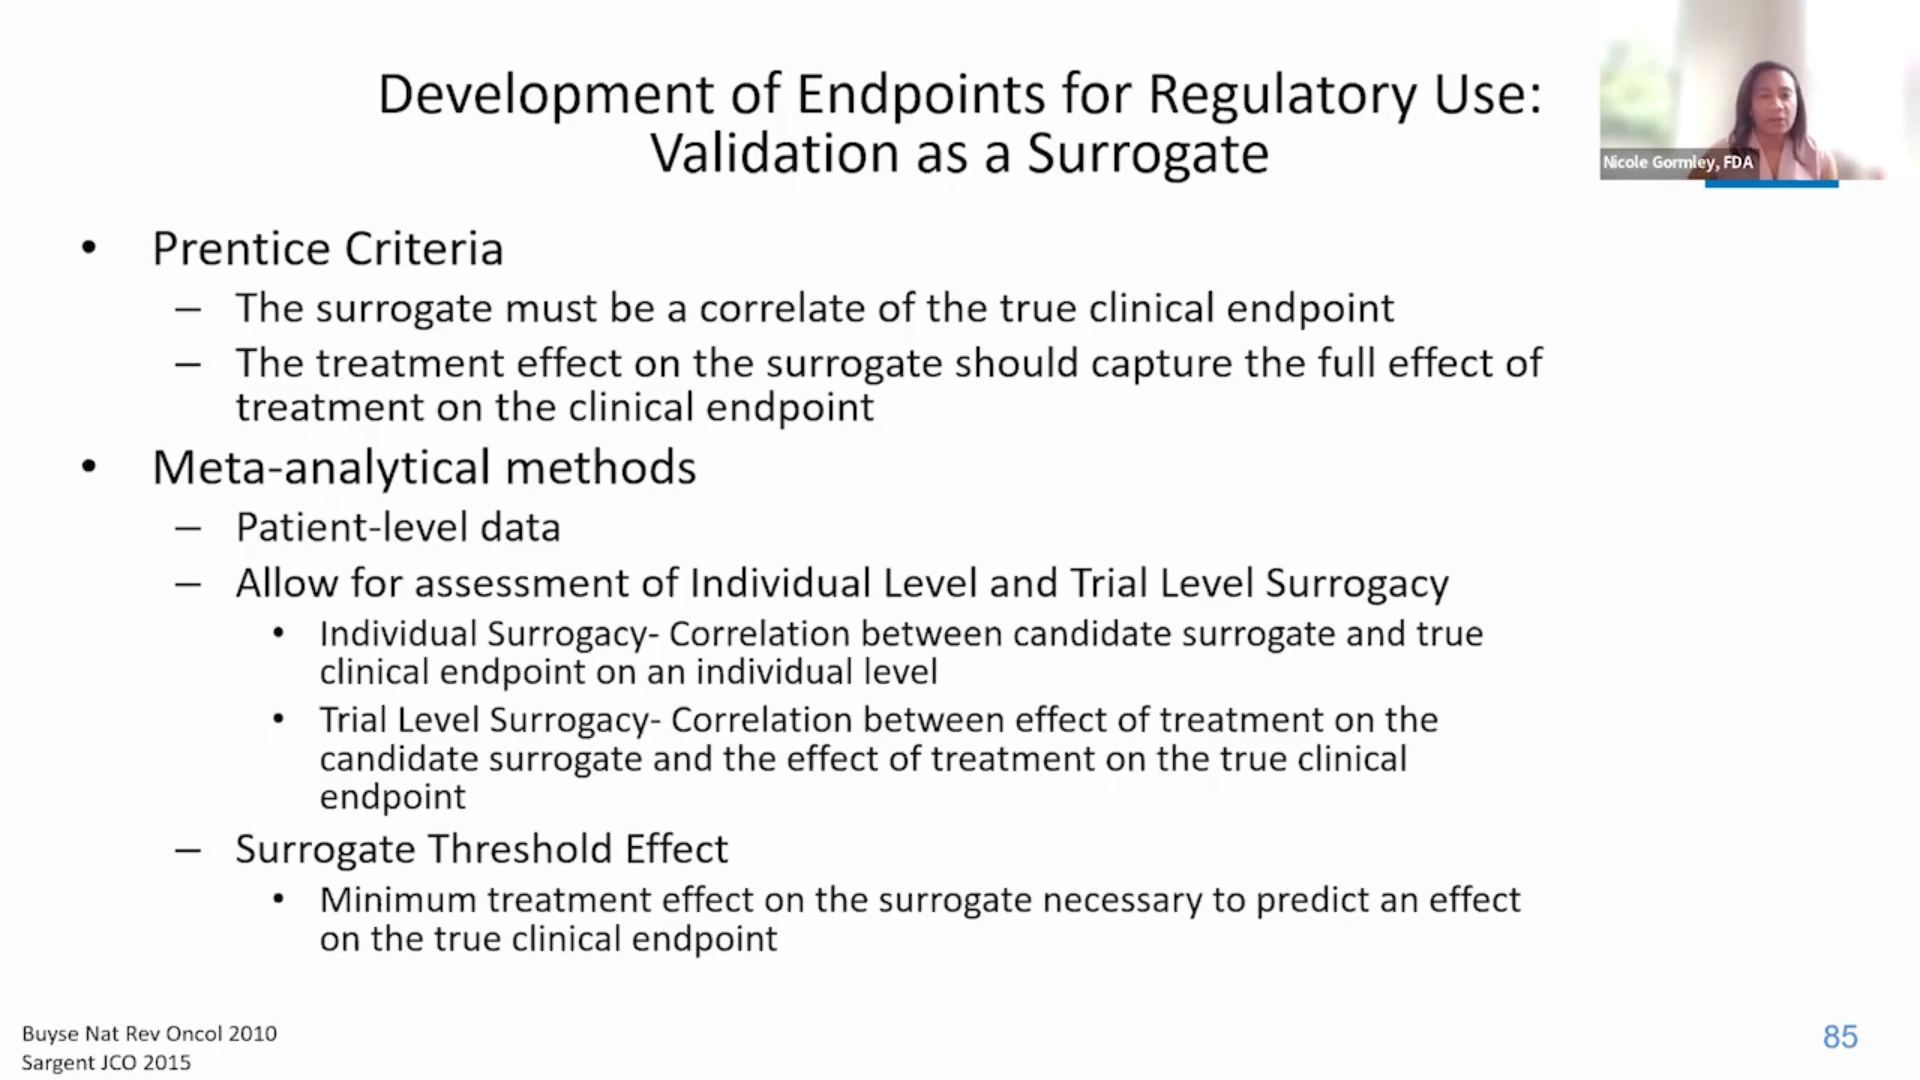 Development of Endpoints for Regulatory Use:
Validation as a Surrogate
Nicole Gormley, FDA
• Prentice Criteria
– The surrogate must be a correlate of the true clinical endpoint
– The treatment effect on the surrogate should capture the full effect of
treatment on the clinical endpoint
• Meta-analytical methods
– Patient-level data
– Allow for assessment of Individual Level and Trial Level Surrogacy
• Individual Surrogacy- Correlation between candidate surrogate and true
clinical endpoint on an individual level
• Trial Level Surrogacy- Correlation between effect of treatment on the
candidate surrogate and the effect of treatment on the true clinical
endpoint
– Surrogate Threshold Effect
• Minimum treatment effect on the surrogate necessary to predict an effect
on the true clinical endpoint
Buyse Nat Rev Oncol 2010
Sargent JCO 2015
85